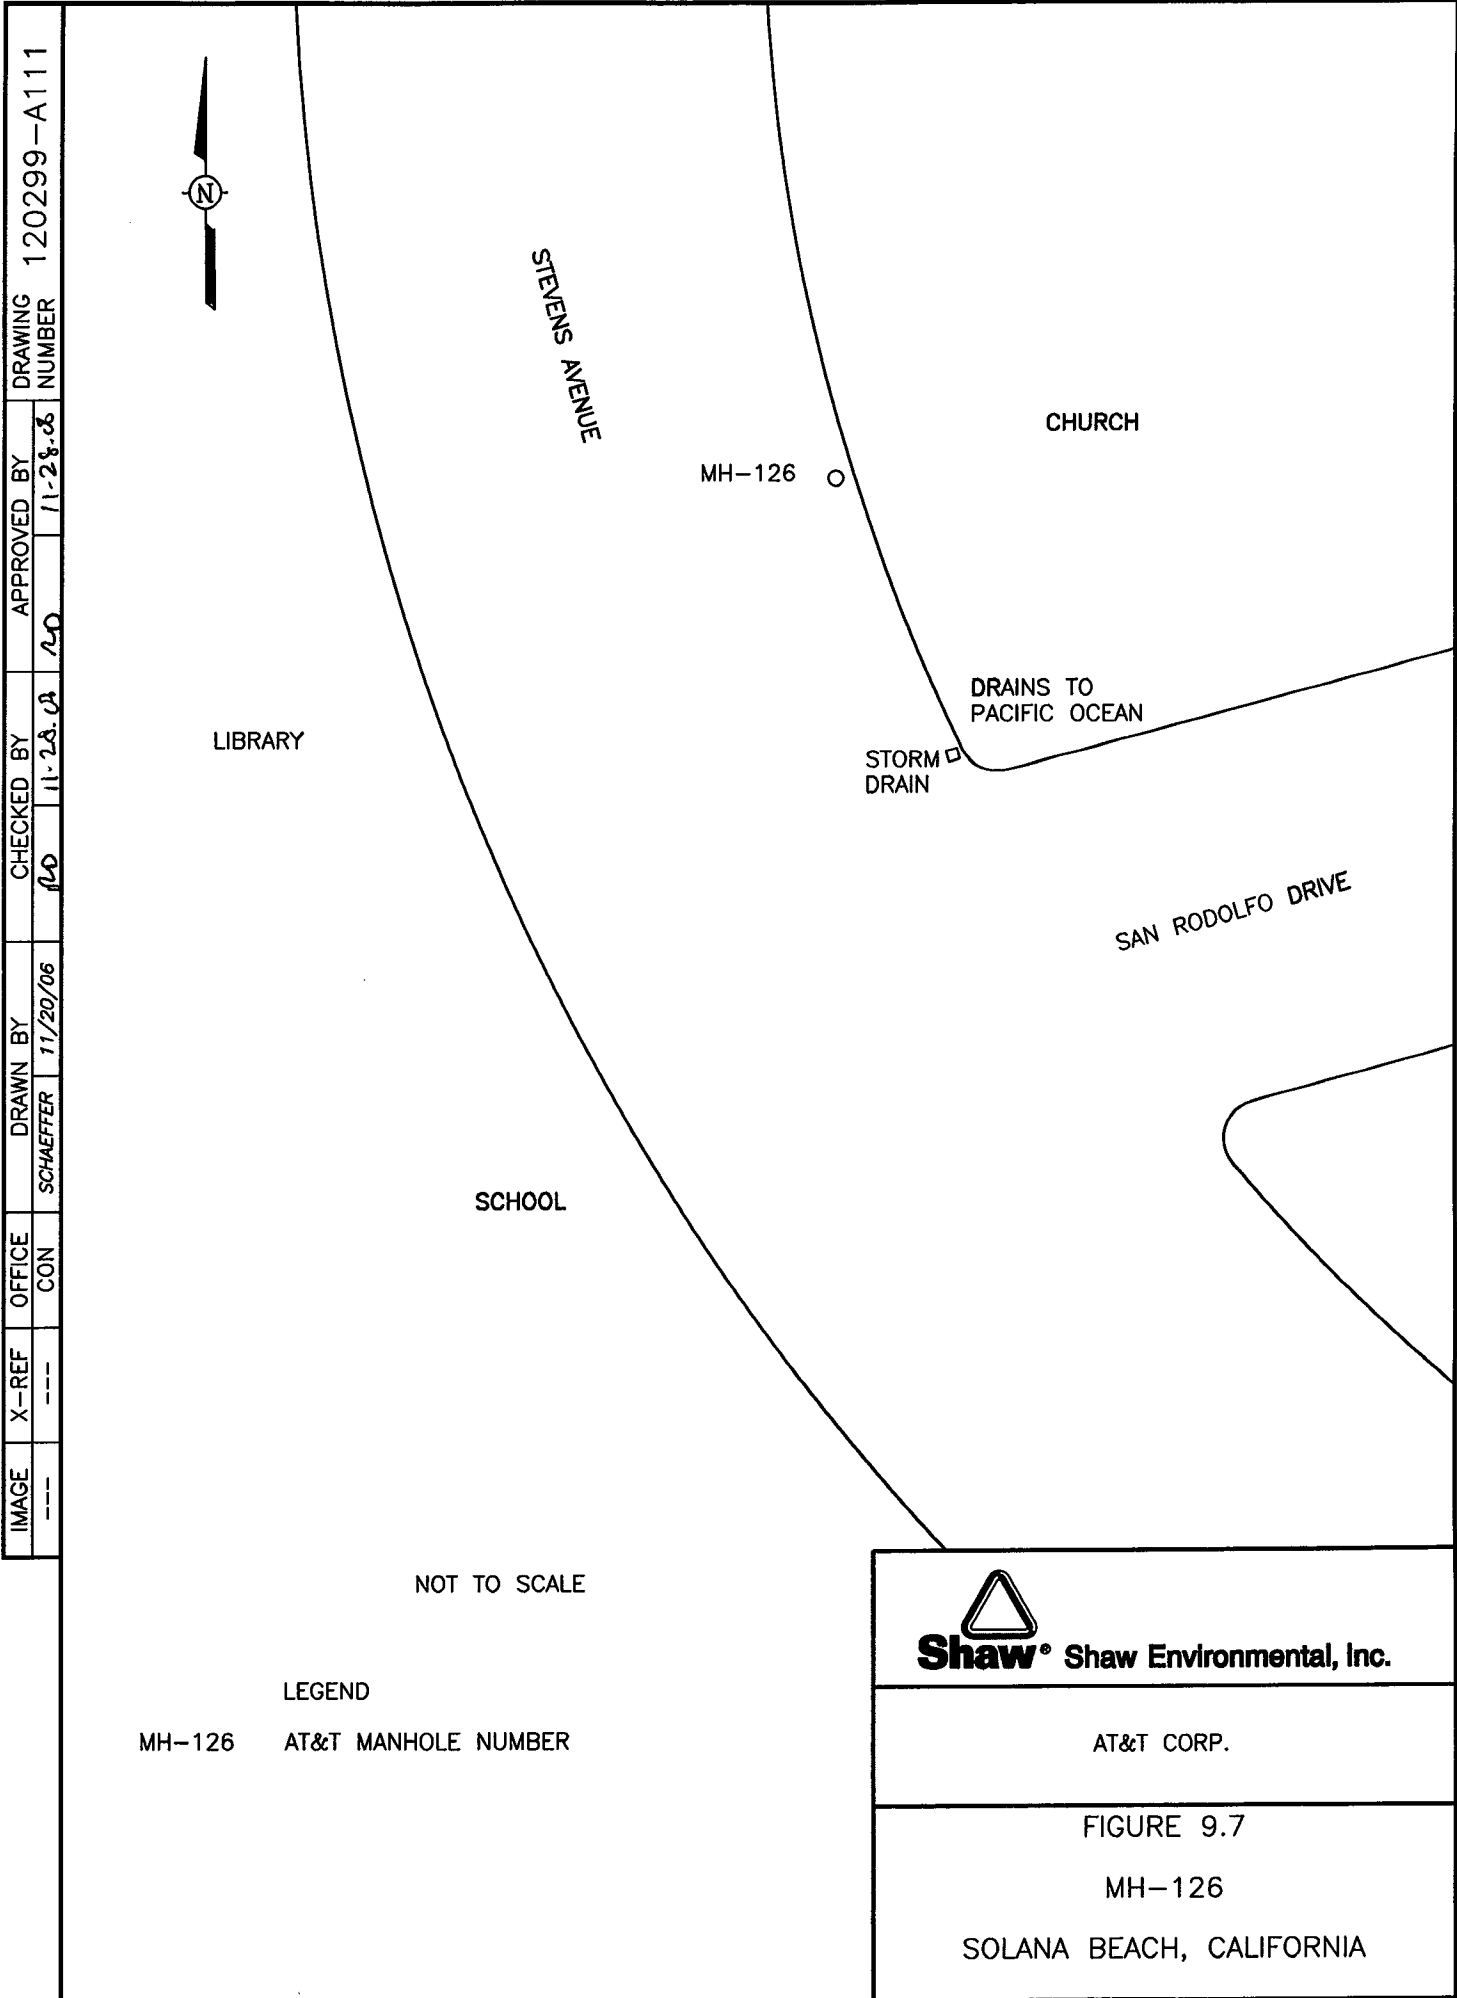 IMAGE X-REF OFFICE DRAWN BY CHECKED BY APPROVED BY DRAWING
--- --- CON SCHAEFFER 11/20/06 11-28 11-28 NUMBER
120299-A111
N
STEVENS AVENUE
CHURCH
MH-126
DRAINS TO
PACIFIC OCEAN
LIBRARY
STORM
DRAIN
SAN RODOLFO DRIVE
SCHOOL
NOT TO SCALE
LEGEND
MH-126 AT&T MANHOLE NUMBER
Shaw® Shaw Environmental, Inc.
AT&T CORP.
FIGURE 9.7
MH-126
SOLANA BEACH, CALIFORNIA